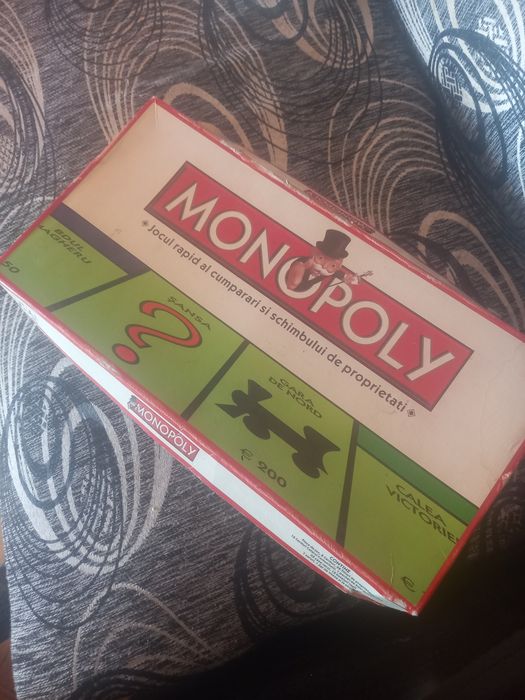 MONOPOLY
Jocul rapid al cumpararii si schimbului de proprietati
BDUL
MAGHERU
50
ŞANSA
GARA
DE NORD
€ 200
CALEA
VICTORIEI
€
MONOPOLY
CONTINE